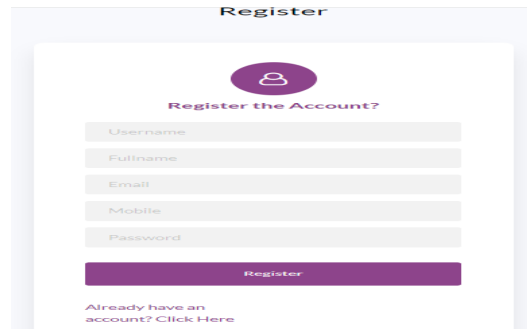 Register
Register the Account?
Username
Fullname
Email
Mobile
Password
Register
Already have an
account? Click Here